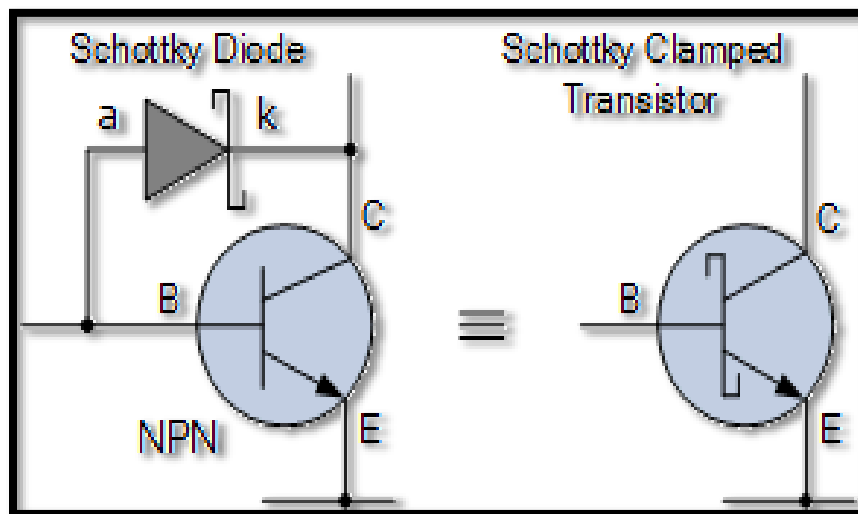 Schottky Diode
Schottky Clamped
Transistor
a
k
C
B
NPN
E
C
B
E